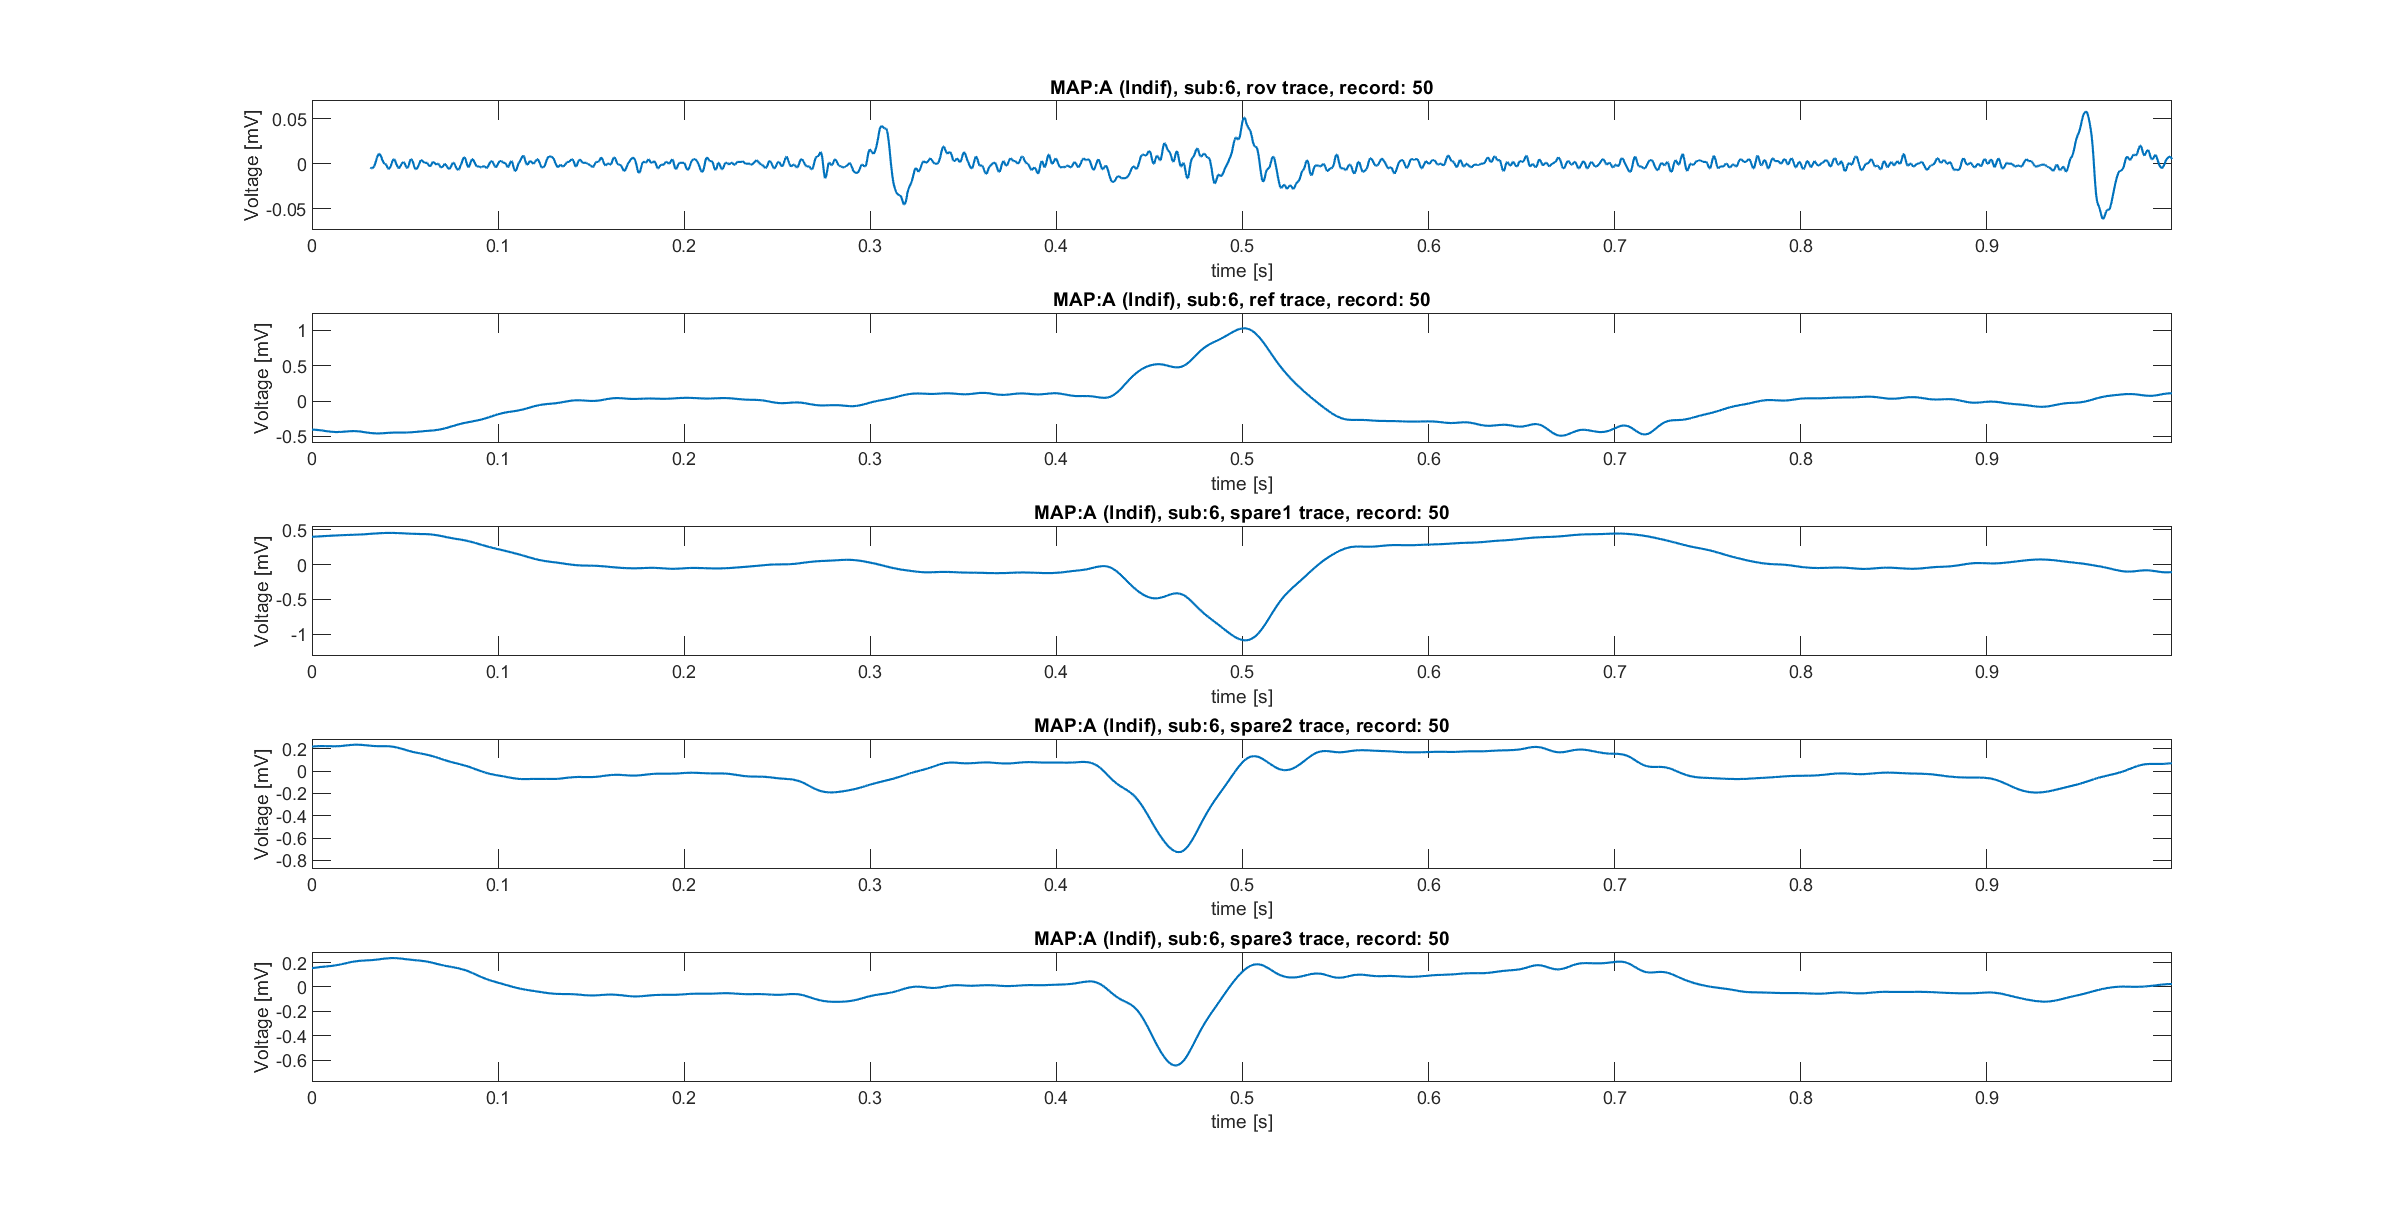 MAP:A (Indif), sub:6, rov trace, record: 50
Voltage [mV]
0.05
0
-0.05
0 0.1 0.2 0.3 0.4 0.5 0.6 0.7 0.8 0.9
time [s]
MAP:A (Indif), sub:6, ref trace, record: 50
Voltage [mV]
1
0.5
0
-0.5
0 0.1 0.2 0.3 0.4 0.5 0.6 0.7 0.8 0.9
time [s]
MAP:A (Indif), sub:6, spare1 trace, record: 50
Voltage [mV]
0.5
0
-0.5
-1
0 0.1 0.2 0.3 0.4 0.5 0.6 0.7 0.8 0.9
time [s]
MAP:A (Indif), sub:6, spare2 trace, record: 50
Voltage [mV]
0.2
0
-0.2
-0.4
-0.6
-0.8
0 0.1 0.2 0.3 0.4 0.5 0.6 0.7 0.8 0.9
time [s]
MAP:A (Indif), sub:6, spare3 trace, record: 50
Voltage [mV]
0.2
0
-0.2
-0.4
-0.6
0 0.1 0.2 0.3 0.4 0.5 0.6 0.7 0.8 0.9
time [s]